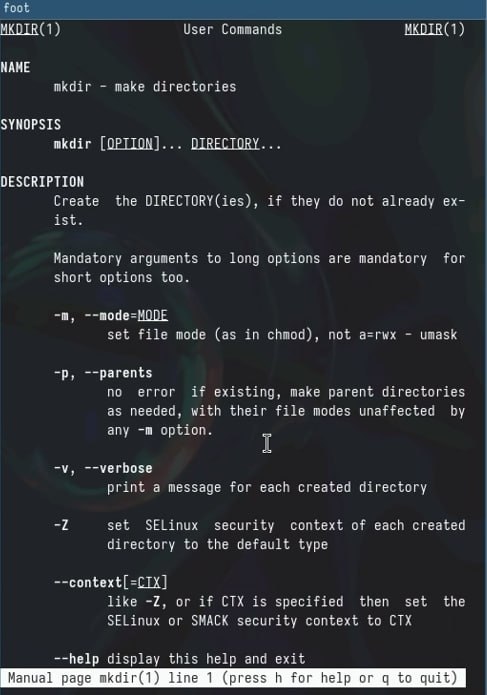 foot
MKDIR(1) User Commands MKDIR(1)
NAME
mkdir - make directories
SYNOPSIS
mkdir [OPTION]... DIRECTORY...
DESCRIPTION
Create the DIRECTORY(ies), if they do not already ex-
ist.
Mandatory arguments to long options are mandatory for
short options too.
-m, --mode=MODE
set file mode (as in chmod), not a=rwx - umask
-p, --parents
no error if existing, make parent directories
as needed, with their file modes unaffected by
any -m option.
-v, --verbose
print a message for each created directory
-Z set SELinux security context of each created
directory to the default type
--context[=CTX]
like -Z, or if CTX is specified then set the
SELinux or SMACK security context to CTX
--help display this help and exit
Manual page mkdir(1) line 1 (press h for help or q to quit)